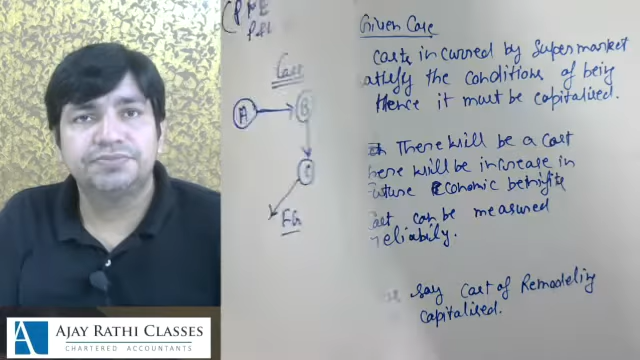 PPE
P&L
Case
A
B
C
FG
Given Case
Costs incurred by supermarket
satisfy the conditions of being
Hence it must be capitalised.
There will be a cost
there will be increase in
Future Economic benefits
Cost can be measured
reliably.
say cost of Remodeling
capitalised.
A
AJAY RATHI CLASSES
CHARTERED ACCOUNTANTS